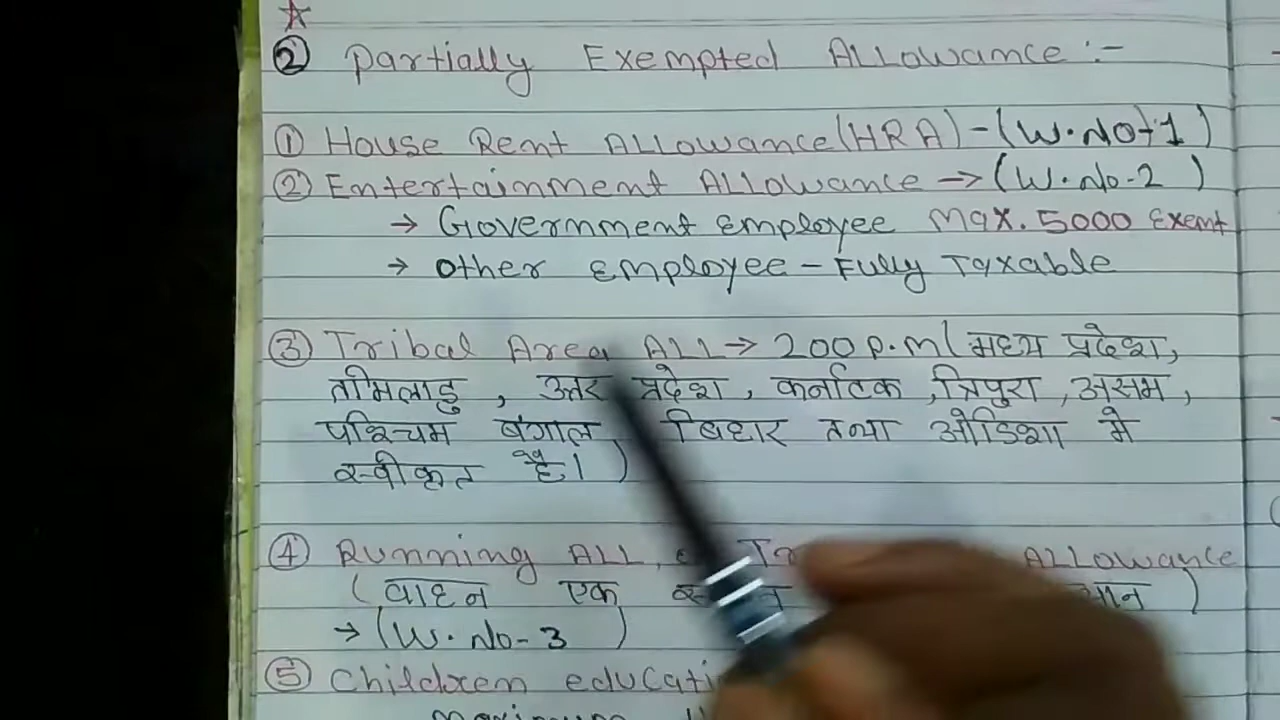 ② Partially Exempted Allowance :-
① House Rent Allowance (HRA) - (W.No-1)
② Entertainment Allowance → (W.No-2)
→ Government Employee Max. 5000 Exemt
→ Other Employee - Fully Taxable
③ Tribal Area All → 200 P.m (मध्य प्रदेश,
तमिलाडु, उत्तर प्रदेश, कर्नाटक, त्रिपुरा, असम,
पश्चिम बंगाल, बिहार तथा ओडिशा मे
स्वीकृत है।)
④ Running All, Allowance
(वाहन एक )
→ (W.No-3)
⑤ Children